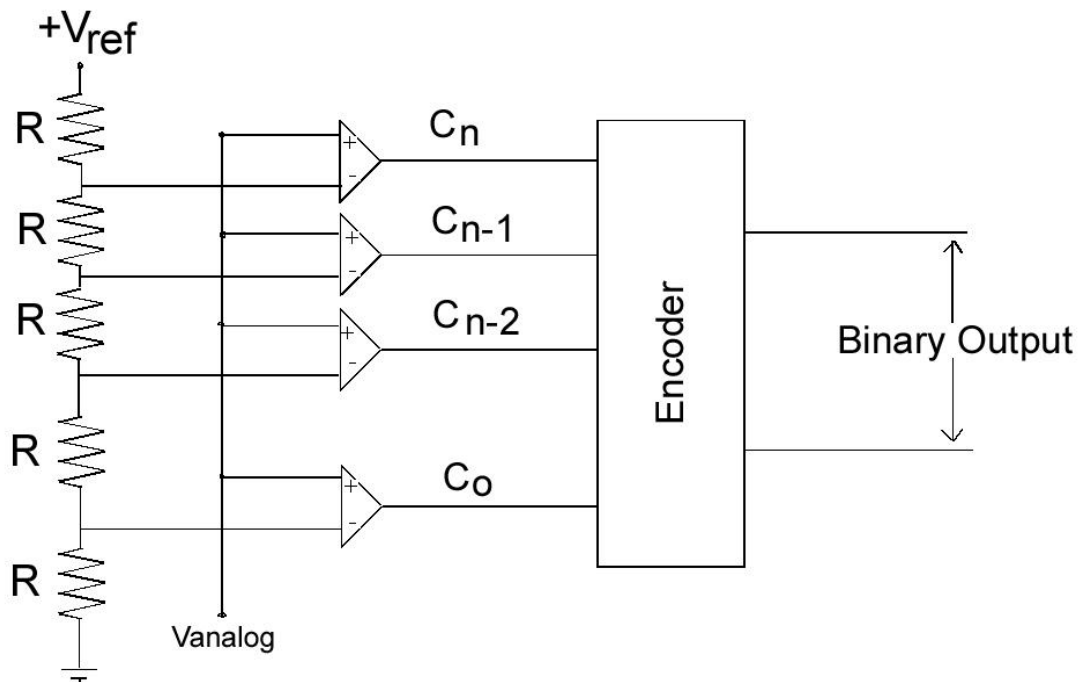 +Vref
R
R
R
R
R
+
-
+
-
+
-
+
-
Cn
Cn-1
Cn-2
Co
Vanalog
Encoder
Binary Output